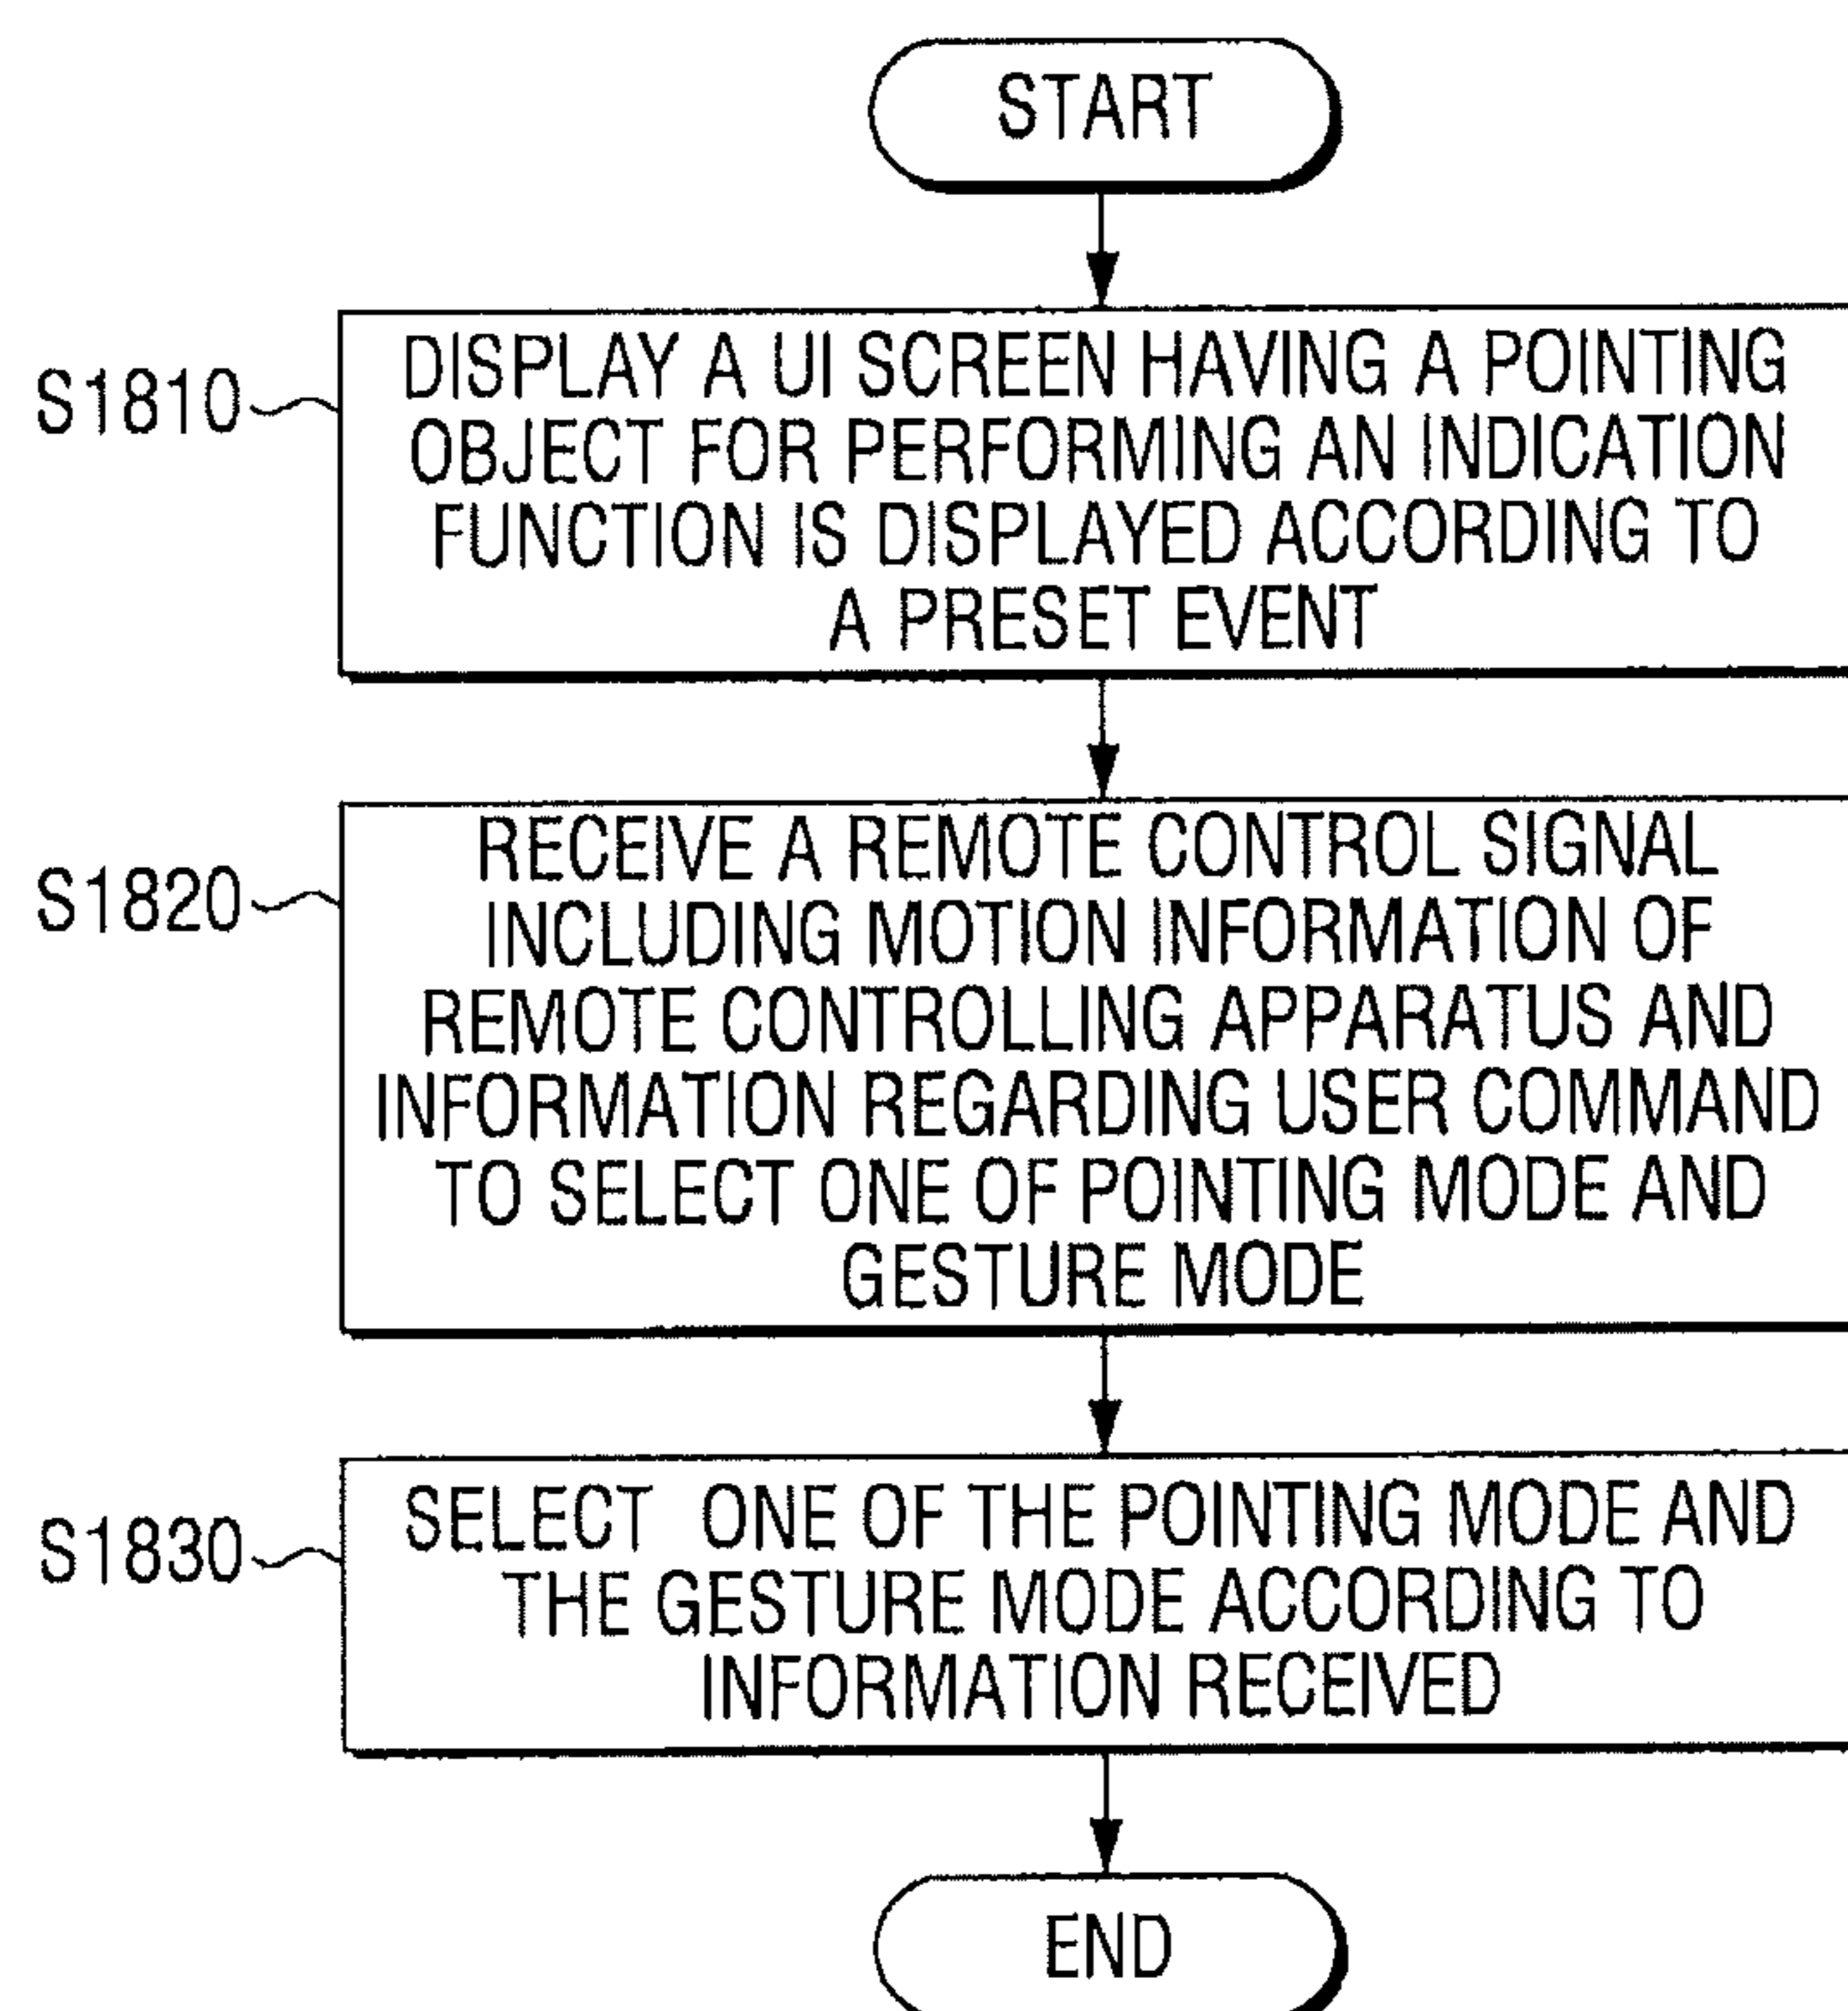 START
S1810
DISPLAY A UI SCREEN HAVING A POINTING
OBJECT FOR PERFORMING AN INDICATION
FUNCTION IS DISPLAYED ACCORDING TO
A PRESET EVENT
S1820
RECEIVE A REMOTE CONTROL SIGNAL
INCLUDING MOTION INFORMATION OF
REMOTE CONTROLLING APPARATUS AND
INFORMATION REGARDING USER COMMAND
TO SELECT ONE OF POINTING MODE AND
GESTURE MODE
S1830
SELECT ONE OF THE POINTING MODE AND
THE GESTURE MODE ACCORDING TO
INFORMATION RECEIVED
END